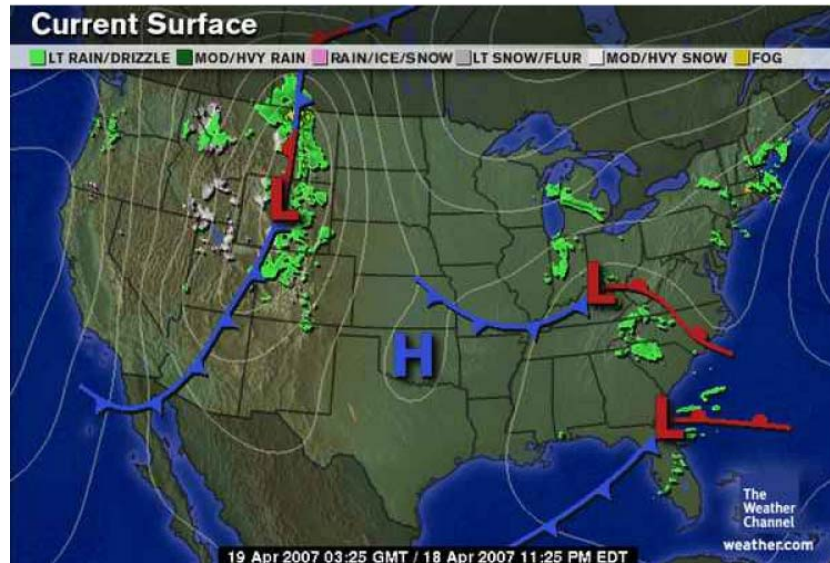 Current Surface
LT RAIN/DRIZZLE MOD/HVY RAIN RAIN/ICE/SNOW LT SNOW/FLUR MOD/HVY SNOW FOG
L
L
H
L
The
Weather
Channel
weather.com
19 Apr 2007 03:25 GMT / 18 Apr 2007 11:25 PM EDT